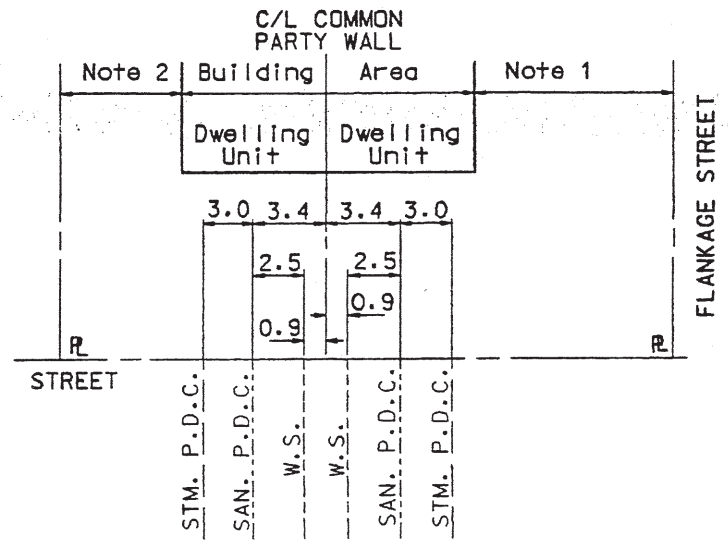 C/L COMMON
PARTY WALL
Note 2 Building Area Note 1
Dwelling Dwelling
Unit Unit
FLANKAGE STREET
3.0 3.4 3.4 3.0
2.5 2.5
0.9
0.9
PL PL
STREET
STM. P.D.C.
SAN. P.D.C.
W.S.
W.S.
SAN. P.D.C.
STM. P.D.C.